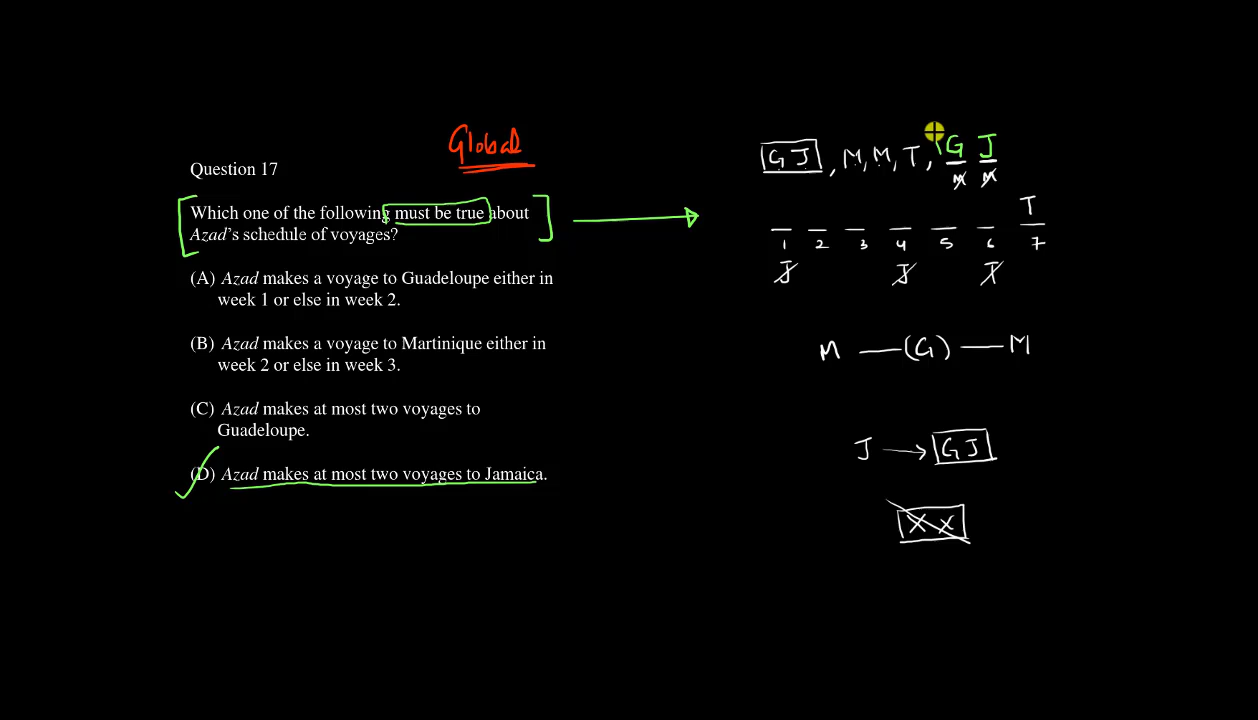 Global
Question 17
Which one of the following must be true about
Azad's schedule of voyages?
(A) Azad makes a voyage to Guadeloupe either in
week 1 or else in week 2.
(B) Azad makes a voyage to Martinique either in
week 2 or else in week 3.
(C) Azad makes at most two voyages to
Guadeloupe.
(D) Azad makes at most two voyages to Jamaica.
G J , M, M, T, G J
M M
T
1 2 3 4 5 6 7
J J T
M — (G) — M
J → G J
X X